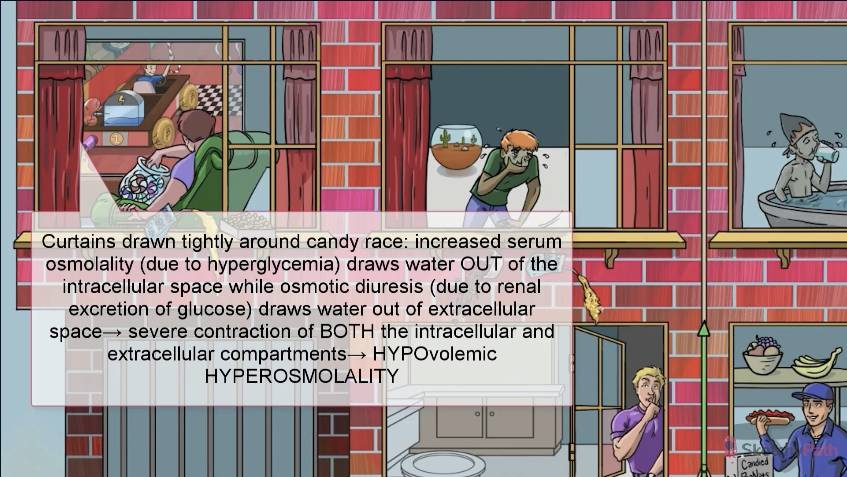 Curtains drawn tightly around candy race: increased serum
osmolality (due to hyperglycemia) draws water OUT of the
intracellular space while osmotic diuresis (due to renal
excretion of glucose) draws water out of extracellular
space→ severe contraction of BOTH the intracellular and
extracellular compartments→ HYPOvolemic
HYPEROSMOLALITY
Candied